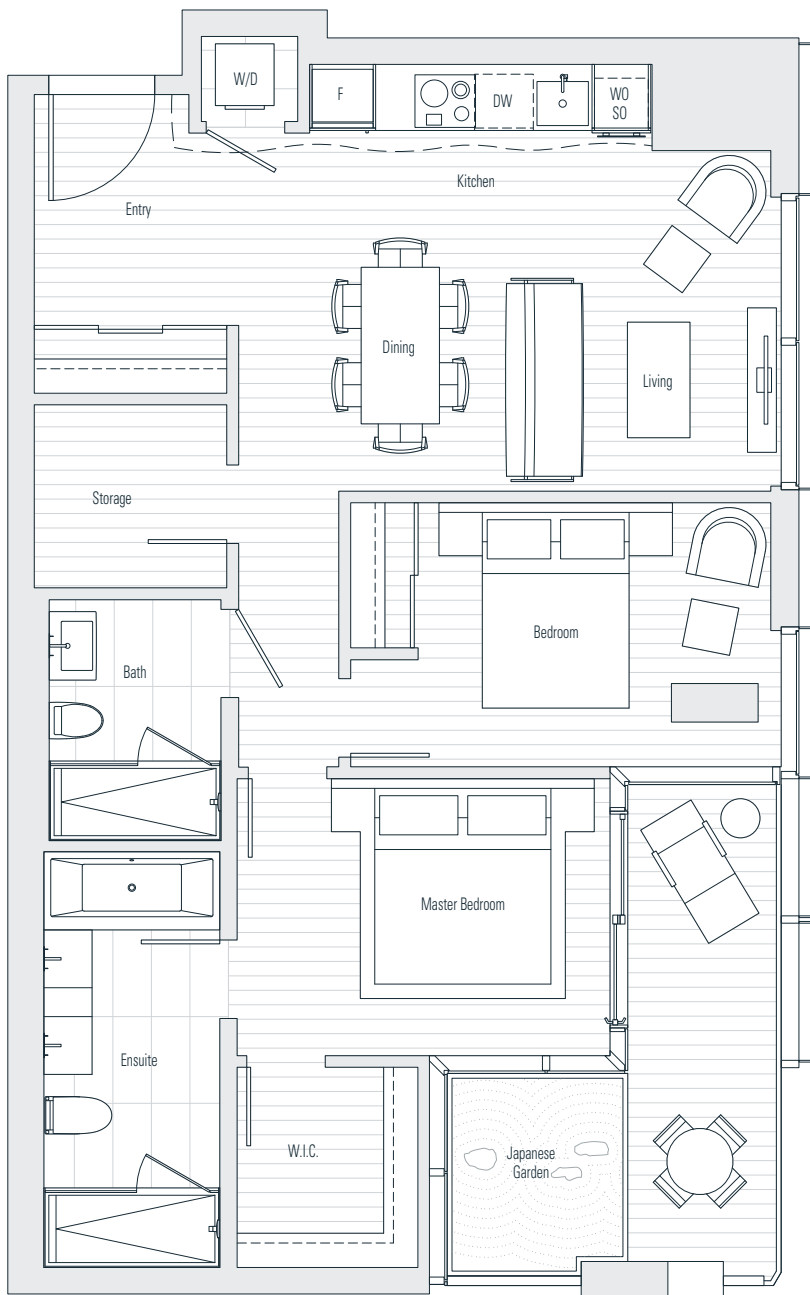 W/D
F
DW
WO
SO
Kitchen
Entry
Dining
Living
Storage
Bedroom
Bath
Master Bedroom
Ensuite
W.I.C.
Japanese
Garden